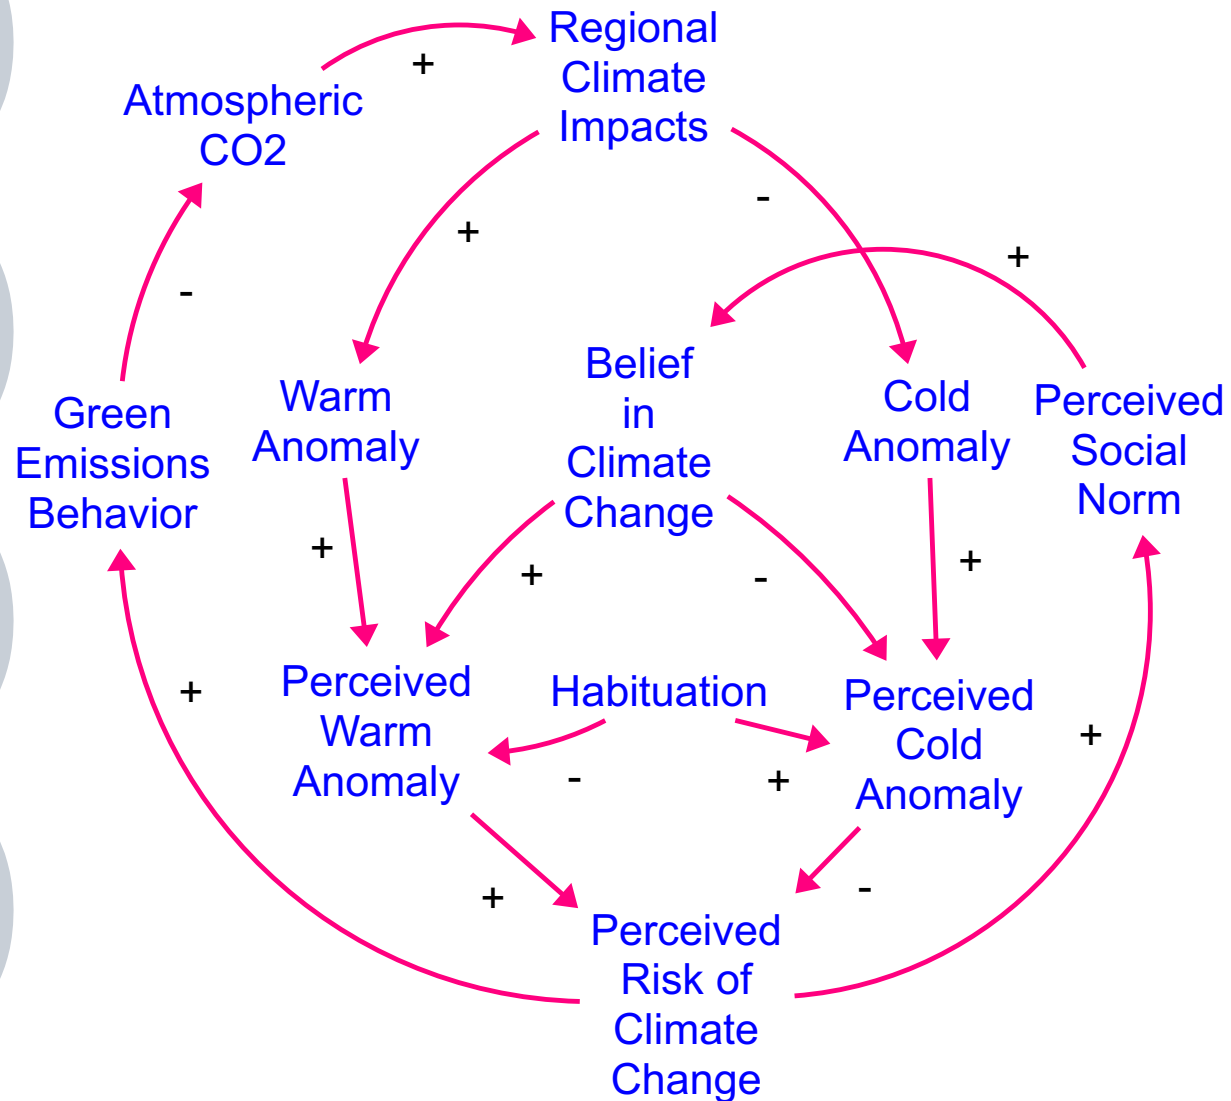 Regional
Climate
Impacts
+
Atmospheric
CO2
-
+
+
-
Belief
in
Climate
Change
Warm
Anomaly
Cold
Anomaly
Perceived
Social
Norm
Green
Emissions
Behavior
+
+
-
+
Perceived
Warm
Anomaly
Habituation
Perceived
Cold
Anomaly
+
+
-
+
+
-
Perceived
Risk of
Climate
Change